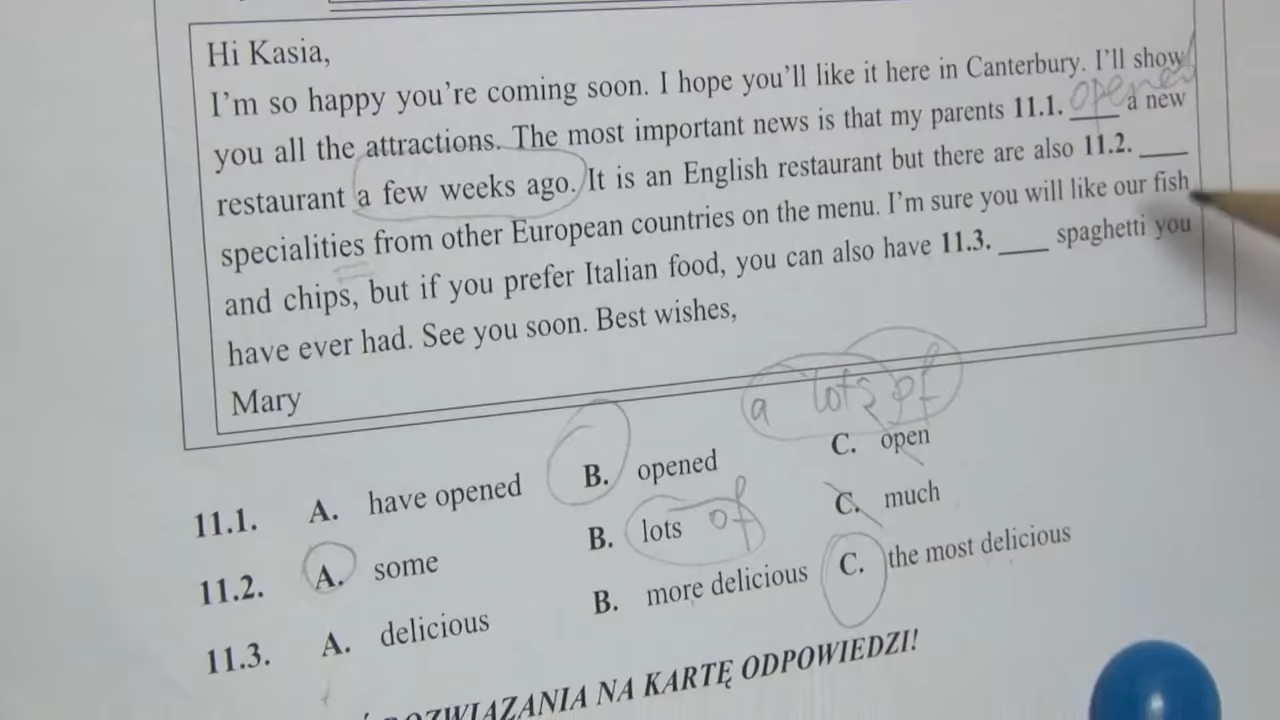 Hi Kasia,
I'm so happy you're coming soon. I hope you'll like it here in Canterbury. I'll show
you all the attractions. The most important news is that my parents 11.1. ____ a new
opened
restaurant a few weeks ago. It is an English restaurant but there are also 11.2. ____
specialities from other European countries on the menu. I'm sure you will like our fish
and chips, but if you prefer Italian food, you can also have 11.3. ____ spaghetti you
have ever had. See you soon. Best wishes,
Mary
a lots of
11.1. A. have opened B. opened C. open
11.2. A. some B. lots of C. much
11.3. A. delicious B. more delicious C. the most delicious
ROZWIĄZANIA NA KARTĘ ODPOWIEDZI!